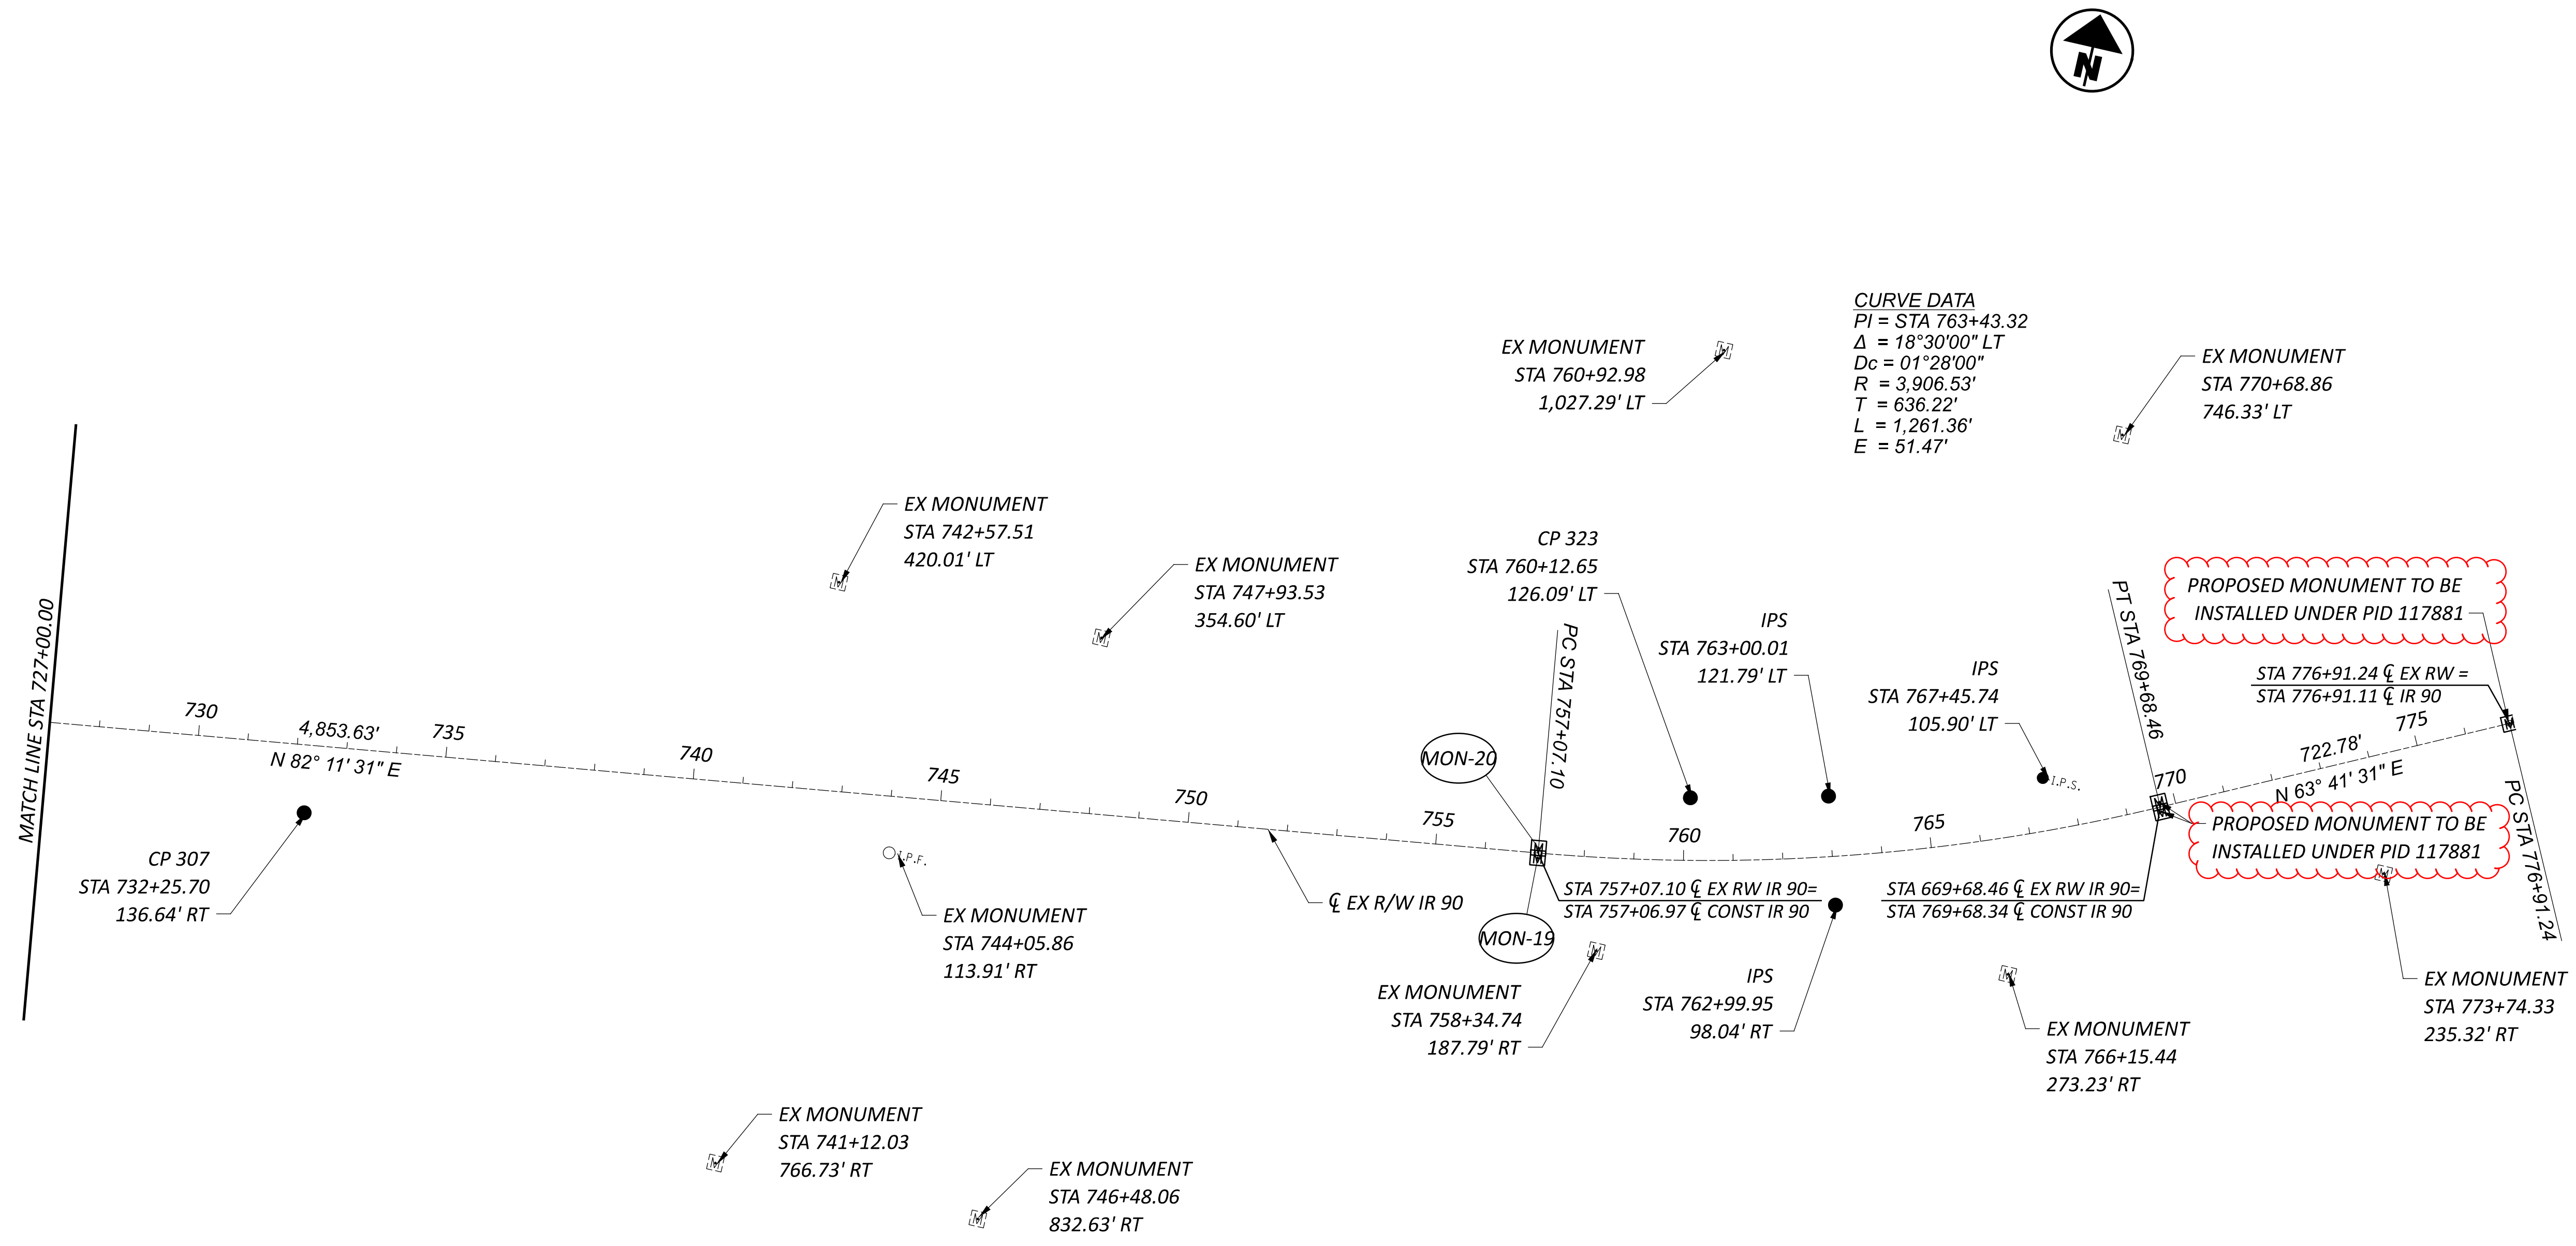 N
CURVE DATA
PI = STA 763+43.32
Δ = 18°30'00" LT
Dc = 01°28'00"
R = 3,906.53'
T = 636.22'
L = 1,261.36'
E = 51.47'
EX MONUMENT
STA 760+92.98
1,027.29' LT
M
EX MONUMENT
STA 770+68.86
746.33' LT
M
EX MONUMENT
STA 742+57.51
420.01' LT
M
EX MONUMENT
STA 747+93.53
354.60' LT
M
CP 323
STA 760+12.65
126.09' LT
IPS
STA 763+00.01
121.79' LT
IPS
STA 767+45.74
105.90' LT
I.P.S.
PROPOSED MONUMENT TO BE
INSTALLED UNDER PID 117881
STA 776+91.24 ℄ EX RW =
STA 776+91.11 ℄ IR 90
MATCH LINE STA 727+00.00
730
4,853.63'
N 82° 11' 31" E
735
740
745
750
755
760
765
770
775
722.78'
N 63° 41' 31" E
M
PC STA 757+07.10
PT STA 769+68.46
PC STA 776+91.24
MON-20
MON-19
M
M
M
M
PROPOSED MONUMENT TO BE
INSTALLED UNDER PID 117881
CP 307
STA 732+25.70
136.64' RT
I.P.F.
EX MONUMENT
STA 744+05.86
113.91' RT
℄ EX R/W IR 90
STA 757+07.10 ℄ EX RW IR 90=
STA 757+06.97 ℄ CONST IR 90
STA 669+68.46 ℄ EX RW IR 90=
STA 769+68.34 ℄ CONST IR 90
M
EX MONUMENT
STA 758+34.74
187.79' RT
IPS
STA 762+99.95
98.04' RT
M
EX MONUMENT
STA 766+15.44
273.23' RT
M
EX MONUMENT
STA 773+74.33
235.32' RT
M
EX MONUMENT
STA 741+12.03
766.73' RT
M
EX MONUMENT
STA 746+48.06
832.63' RT
M